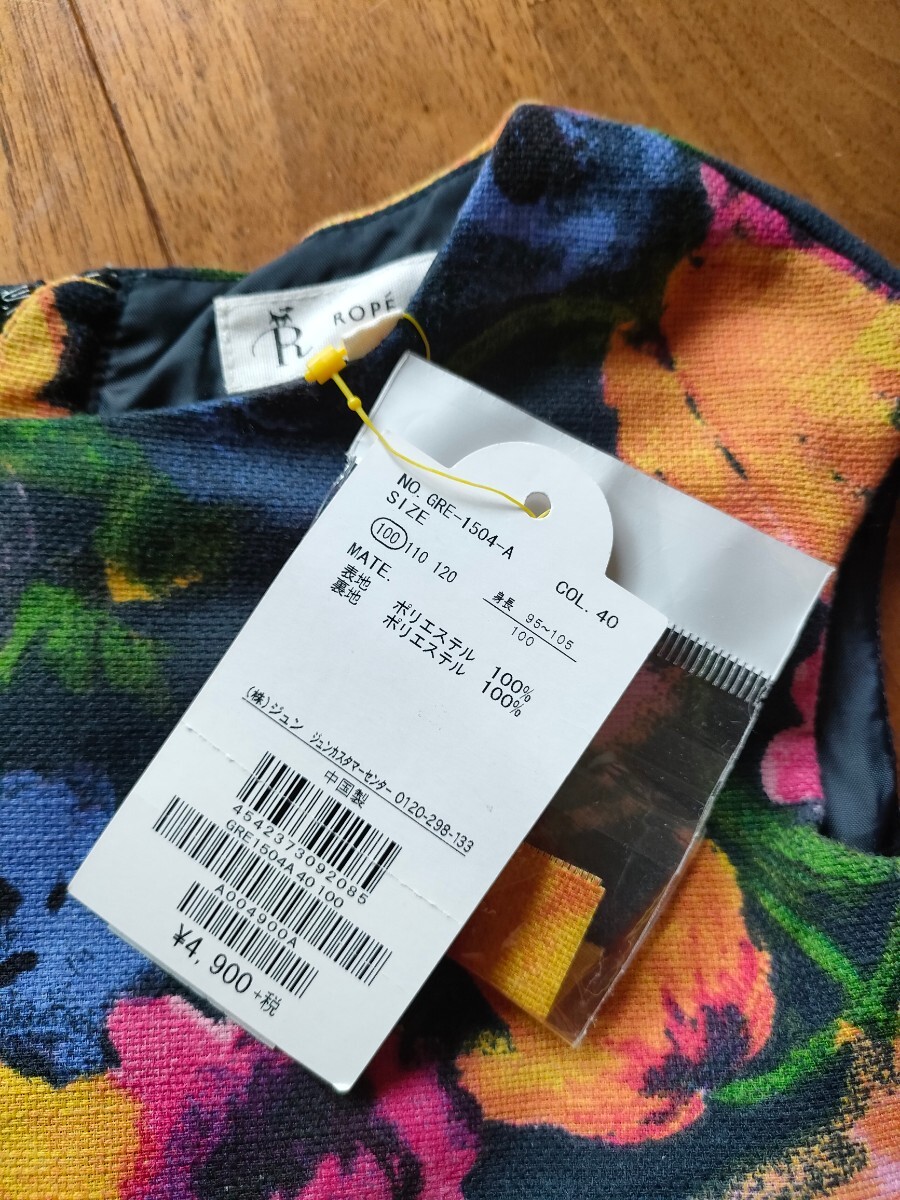 R
ROPÉ
NO. GRE-1504-A
SIZE
COL. 40
100 110 120
身長 95~105
100
MATE.
表地 ポリエステル 100%
裏地 ポリエステル 100%
(株)ジュン ジュンカスタマーセンター 0120-298-133
中国製
4542373092085
GRE1504A40100
A004900A
¥4,900 +税